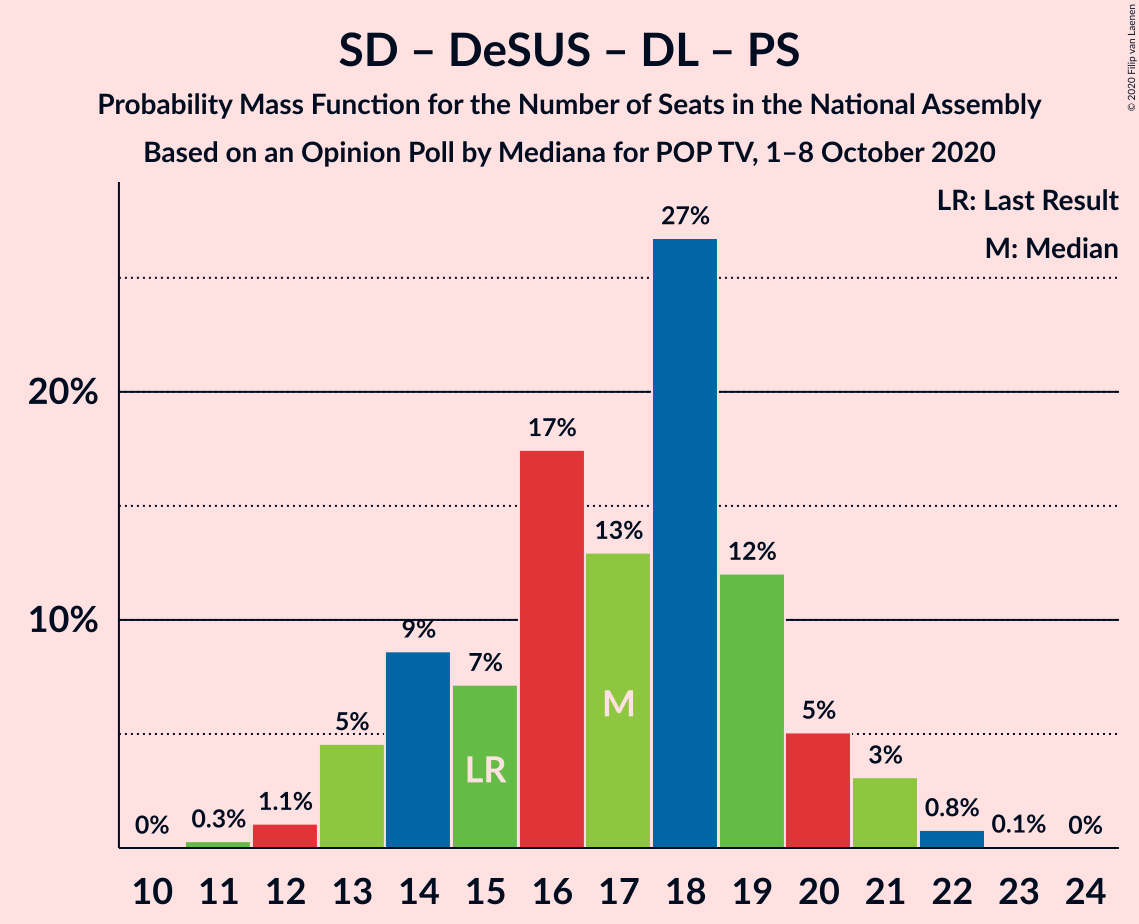 SD – DeSUS – DL – PS
Probability Mass Function for the Number of Seats in the National Assembly
Based on an Opinion Poll by Mediana for POP TV, 1–8 October 2020
© 2020 Filip van Laenen
LR: Last Result
M: Median
27%
20%
17%
13%
12%
10%
9%
7%
5%
5%
3%
M
LR
1.1%
0.8%
0.3%
0.1%
0%
0%
10 11 12 13 14 15 16 17 18 19 20 21 22 23 24